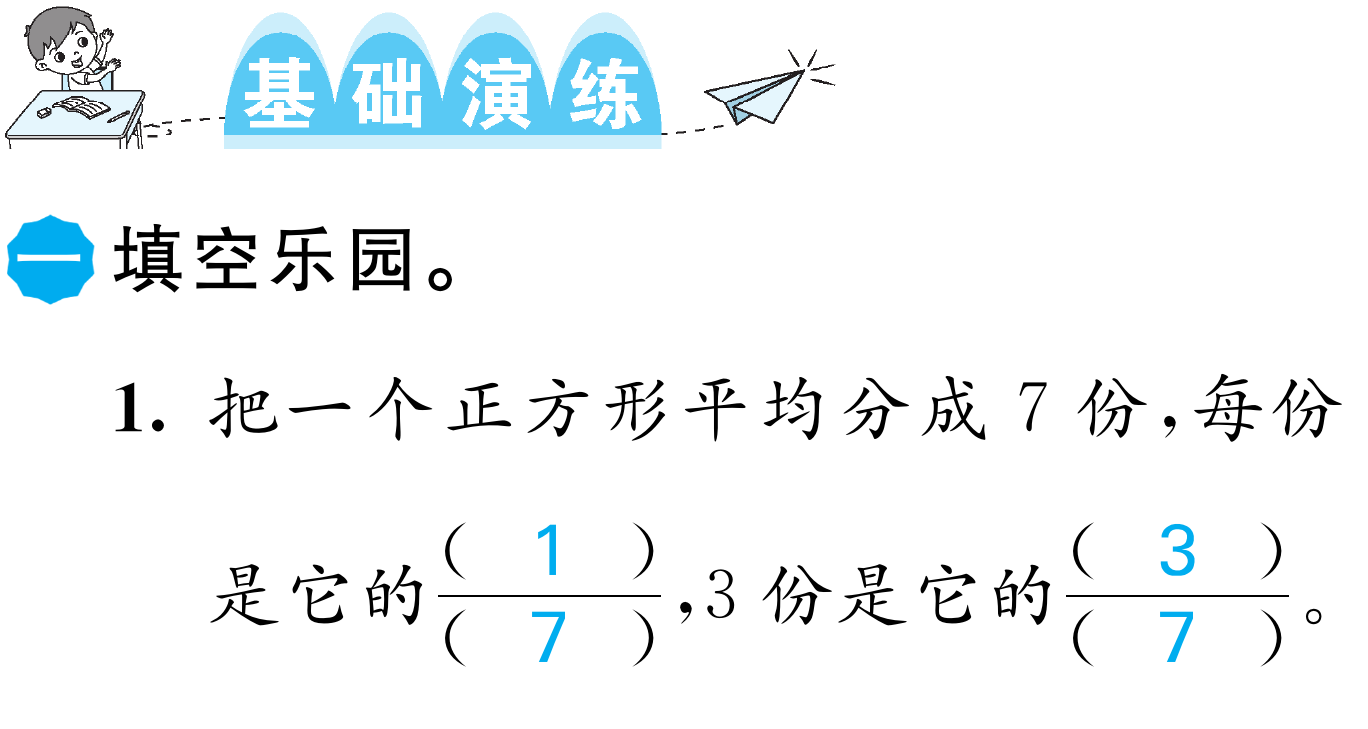 基础演练
一 填空乐园。
1. 把一个正方形平均分成 7 份,每份
是它的( 1 )/( 7 ),3 份是它的( 3 )/( 7 )。